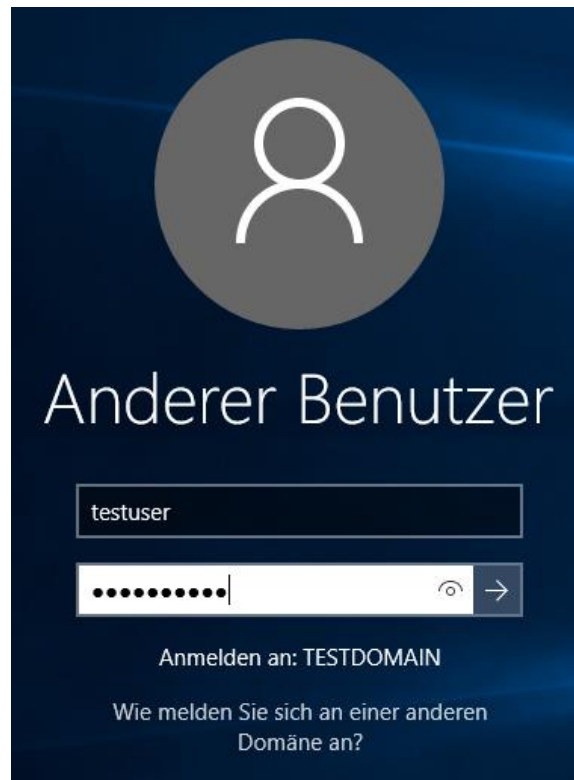 Anderer Benutzer
testuser
••••••••••
Anmelden an: TESTDOMAIN
Wie melden Sie sich an einer anderen
Domäne an?